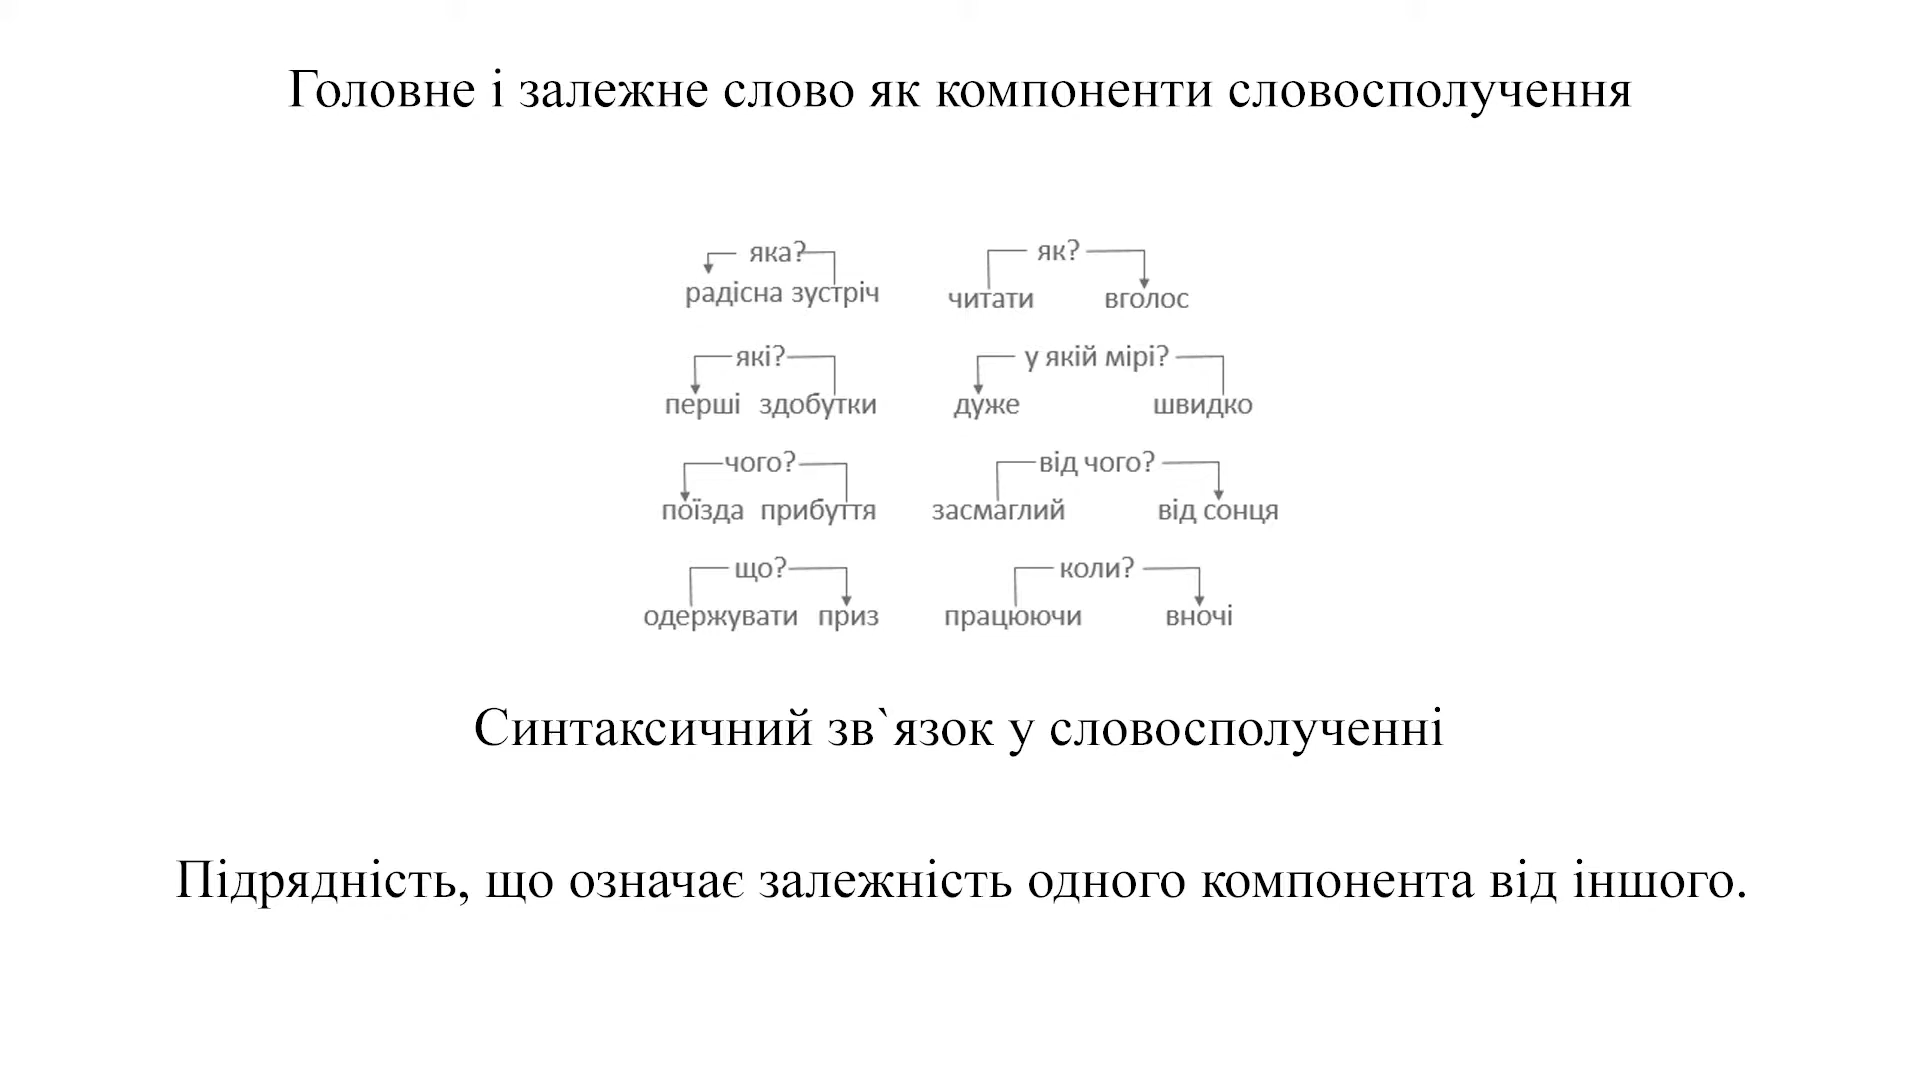 Головне і залежне слово як компоненти словосполучення
яка? як?
радісна зустріч читати вголос
які? у якій мірі?
перші здобутки дуже швидко
чого? від чого?
поїзда прибуття засмаглий від сонця
що? коли?
одержувати приз працюючи вночі
Синтаксичний зв`язок у словосполученні
Підрядність, що означає залежність одного компонента від іншого.